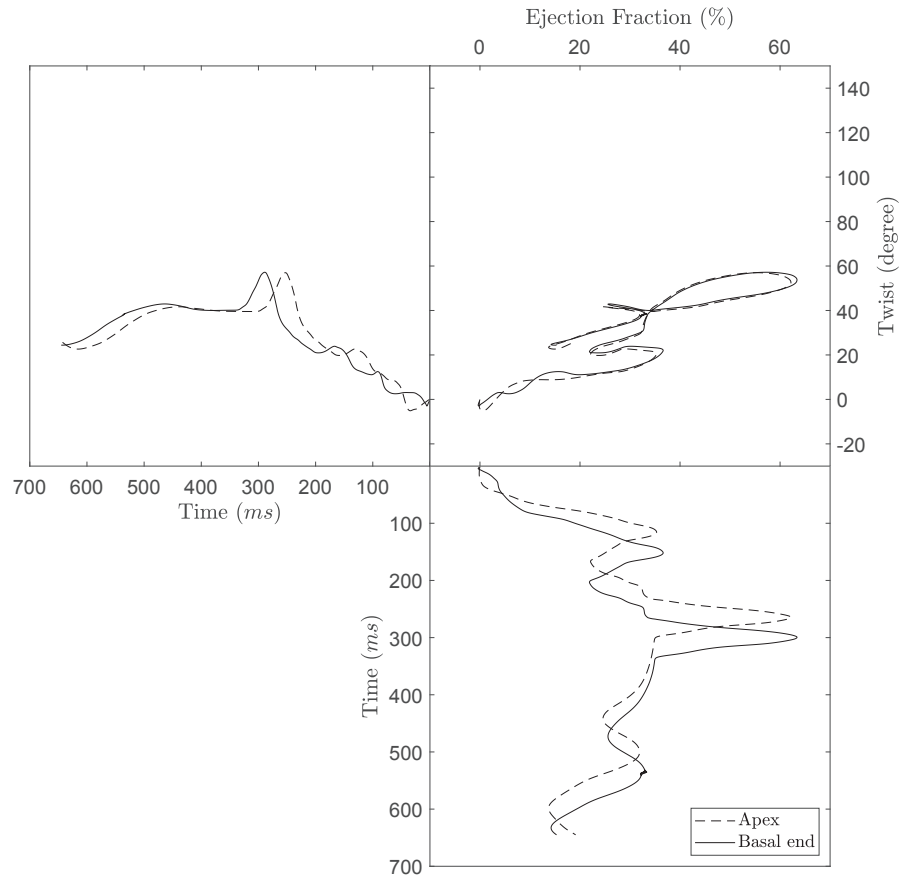 Ejection Fraction (%)
0 20 40 60
140
120
100
80
60
40
20
0
-20
Twist (degree)
700 600 500 400 300 200 100
Time (ms)
100
200
300
400
500
600
700
Time (ms)
Apex
Basal end